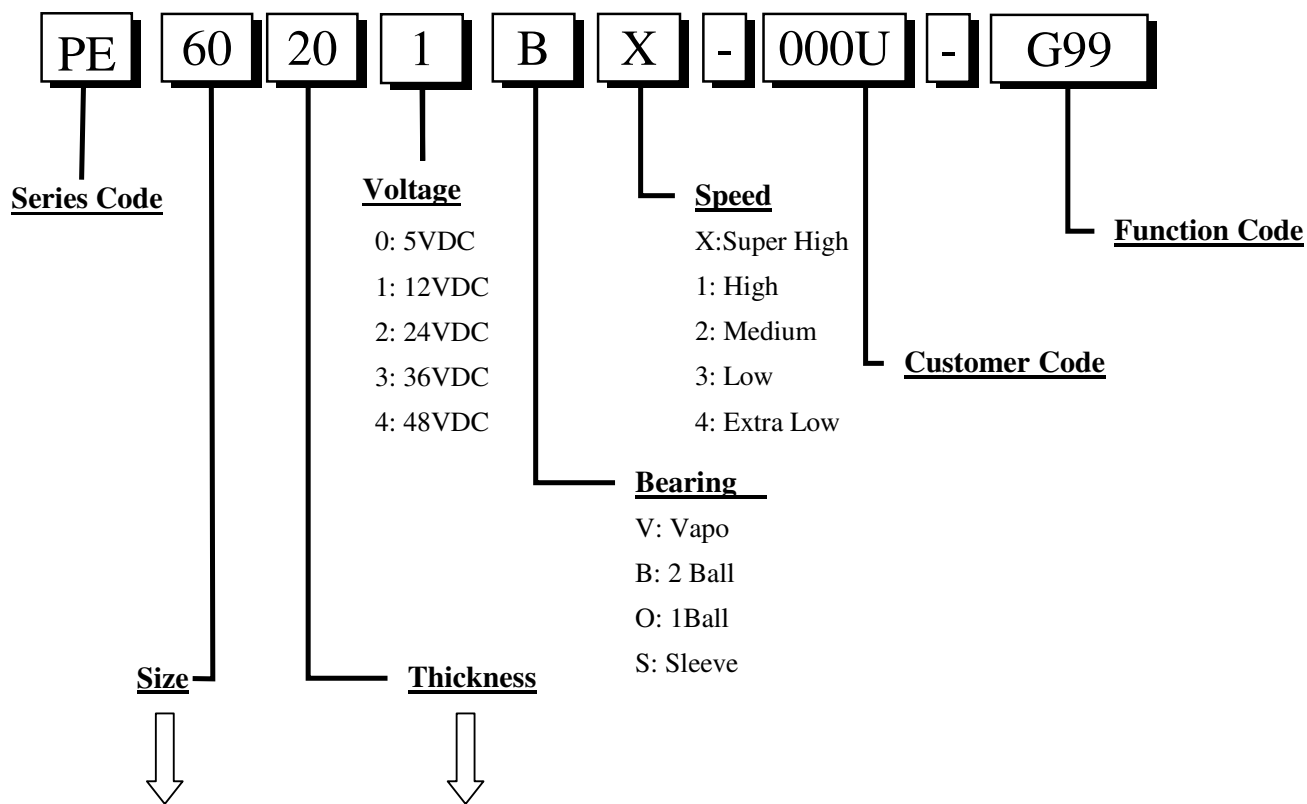 PE 60 20 1 B X - 000U - G99
Series Code
Voltage
0: 5VDC
1: 12VDC
2: 24VDC
3: 36VDC
4: 48VDC
Speed
X:Super High
1: High
2: Medium
3: Low
4: Extra Low
Function Code
Customer Code
Bearing
V: Vapo
B: 2 Ball
O: 1Ball
S: Sleeve
Size
Thickness